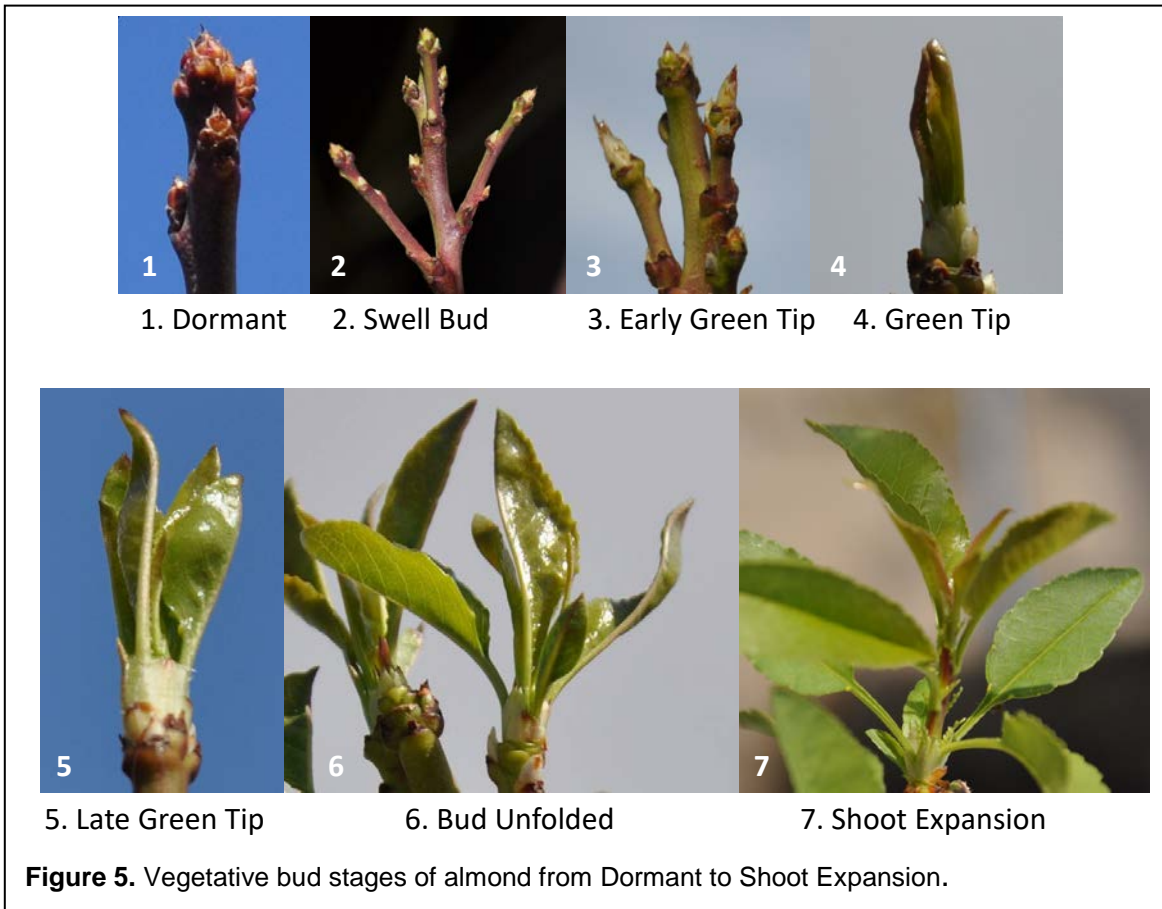 1
2
3
4
1. Dormant 2. Swell Bud 3. Early Green Tip 4. Green Tip
5
6
7
5. Late Green Tip 6. Bud Unfolded 7. Shoot Expansion
Figure 5. Vegetative bud stages of almond from Dormant to Shoot Expansion.